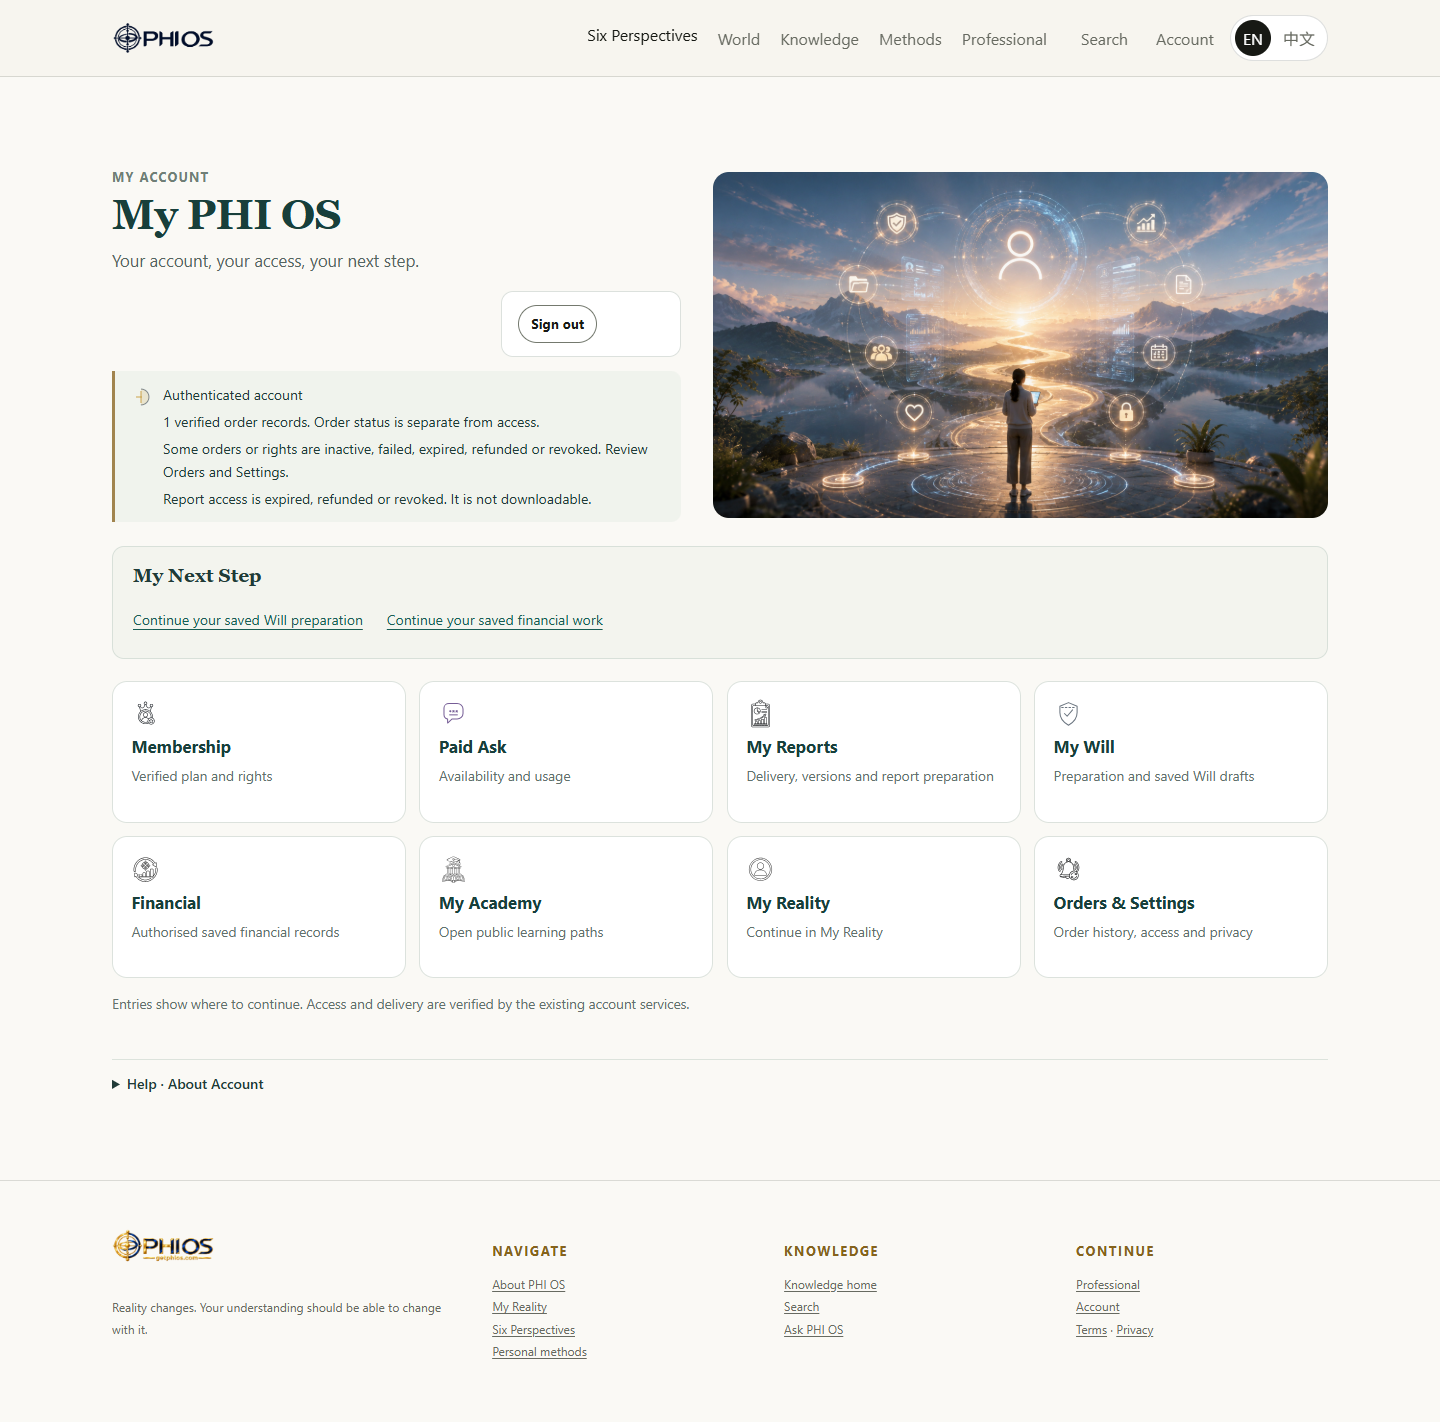 PHIOS
Six Perspectives
World
Knowledge
Methods
Professional
Search
Account
EN
中文
MY ACCOUNT
My PHI OS
Your account, your access, your next step.
Sign out
Authenticated account
1 verified order records. Order status is separate from access.
Some orders or rights are inactive, failed, expired, refunded or revoked. Review
Orders and Settings.
Report access is expired, refunded or revoked. It is not downloadable.
My Next Step
Continue your saved Will preparation
Continue your saved financial work
Membership
Verified plan and rights
Paid Ask
Availability and usage
My Reports
Delivery, versions and report preparation
My Will
Preparation and saved Will drafts
Financial
Authorised saved financial records
My Academy
Open public learning paths
My Reality
Continue in My Reality
Orders & Settings
Order history, access and privacy
Entries show where to continue. Access and delivery are verified by the existing account services.
Help · About Account
PHIOS
getphios.com
Reality changes. Your understanding should be able to change
with it.
NAVIGATE
About PHI OS
My Reality
Six Perspectives
Personal methods
KNOWLEDGE
Knowledge home
Search
Ask PHI OS
CONTINUE
Professional
Account
Terms · Privacy